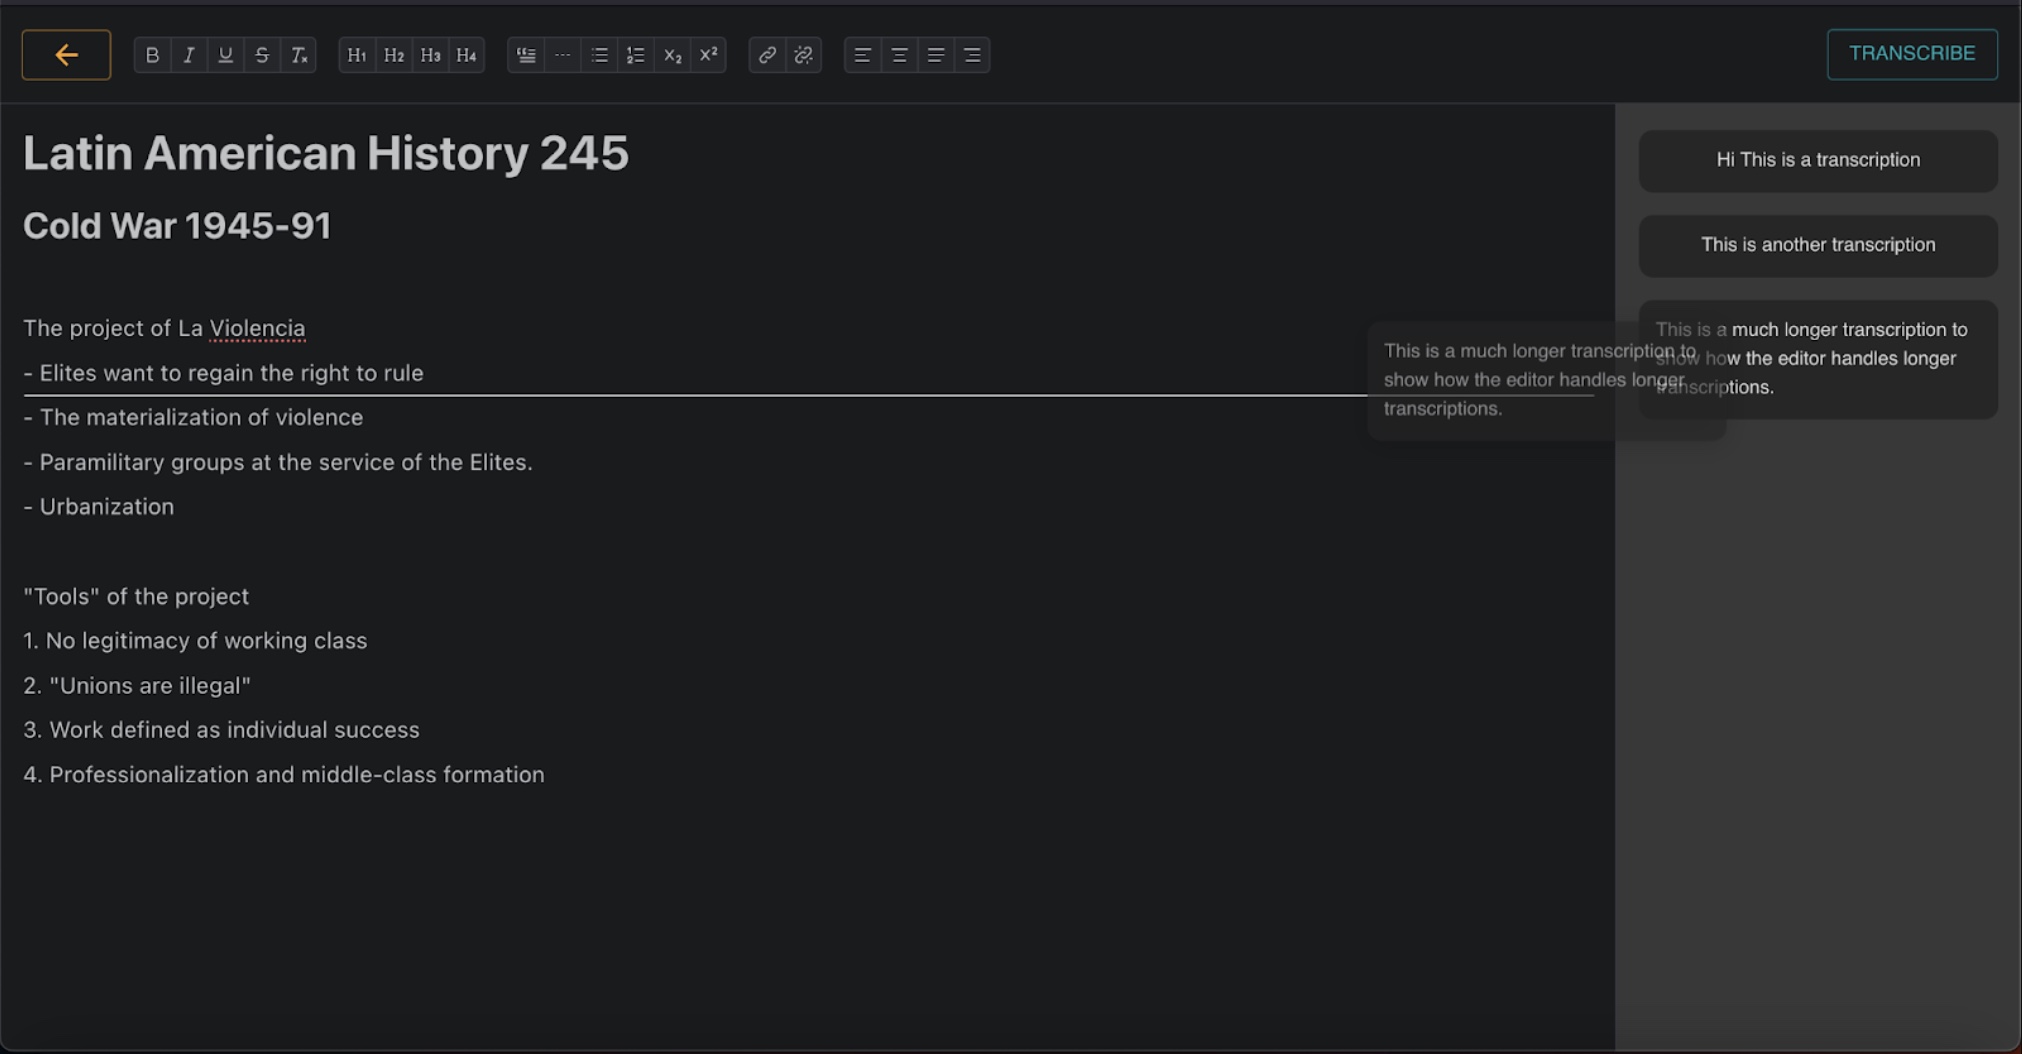 B I U S Tx H1 H2 H3 H4 X2 X² TRANSCRIBE
Latin American History 245
Cold War 1945-91
The project of La Violencia
- Elites want to regain the right to rule
- The materialization of violence
- Paramilitary groups at the service of the Elites.
- Urbanization
"Tools" of the project
1. No legitimacy of working class
2. "Unions are illegal"
3. Work defined as individual success
4. Professionalization and middle-class formation
This is a much longer transcription to
show how the editor handles longer
transcriptions.
Hi This is a transcription
This is another transcription
This is a much longer transcription to
show how the editor handles longer
transcriptions.